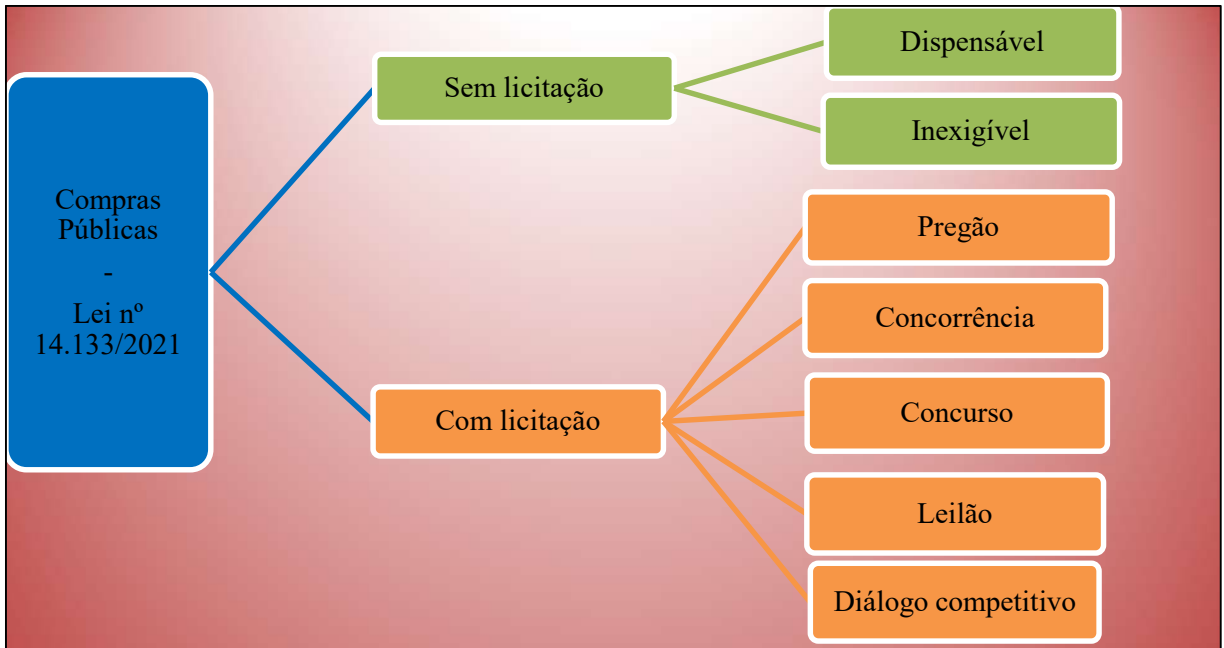 Compras
Públicas
-
Lei nº
14.133/2021
Sem licitação
Dispensável
Inexigível
Com licitação
Pregão
Concorrência
Concurso
Leilão
Diálogo competitivo